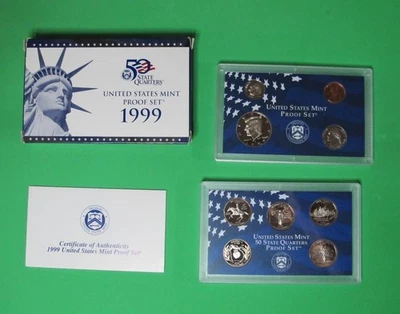 50
STATE
QUARTERS
UNITED STATES MINT
PROOF SET
1999
UNITED STATES MINT
PROOF SET
Certificate of Authenticity
1999 United States Mint Proof Set
UNITED STATES MINT
50 STATE QUARTERS
PROOF SET